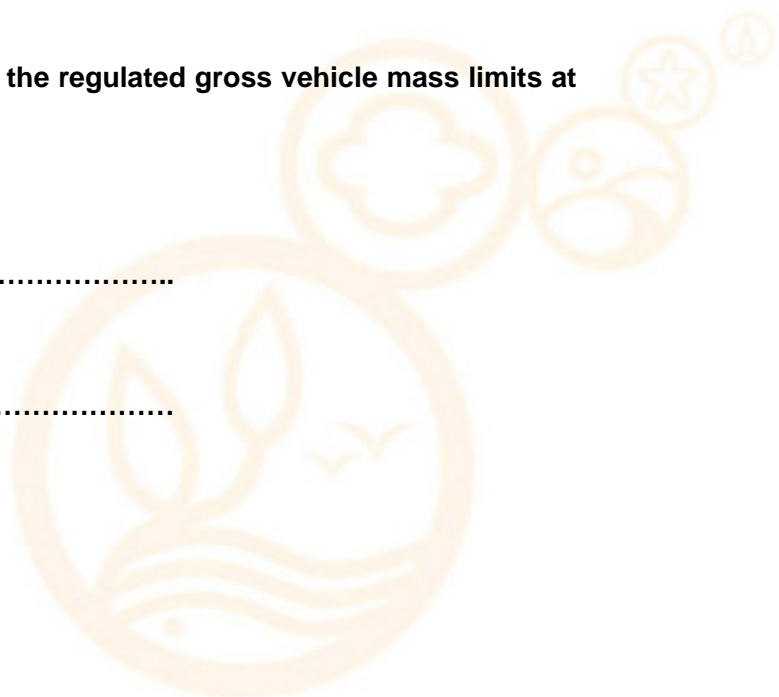 the regulated gross vehicle mass limits at
………………..
…………………